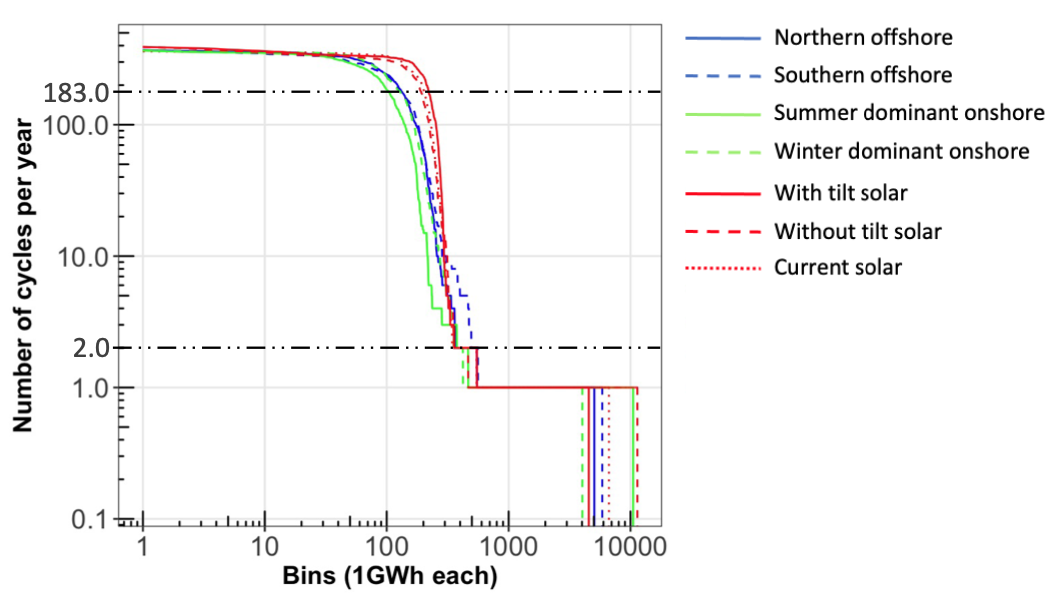 183.0
100.0
10.0
2.0
1.0
0.1
Number of cycles per year
1
10
100
1000
10000
Bins (1GWh each)
Northern offshore
Southern offshore
Summer dominant onshore
Winter dominant onshore
With tilt solar
Without tilt solar
Current solar